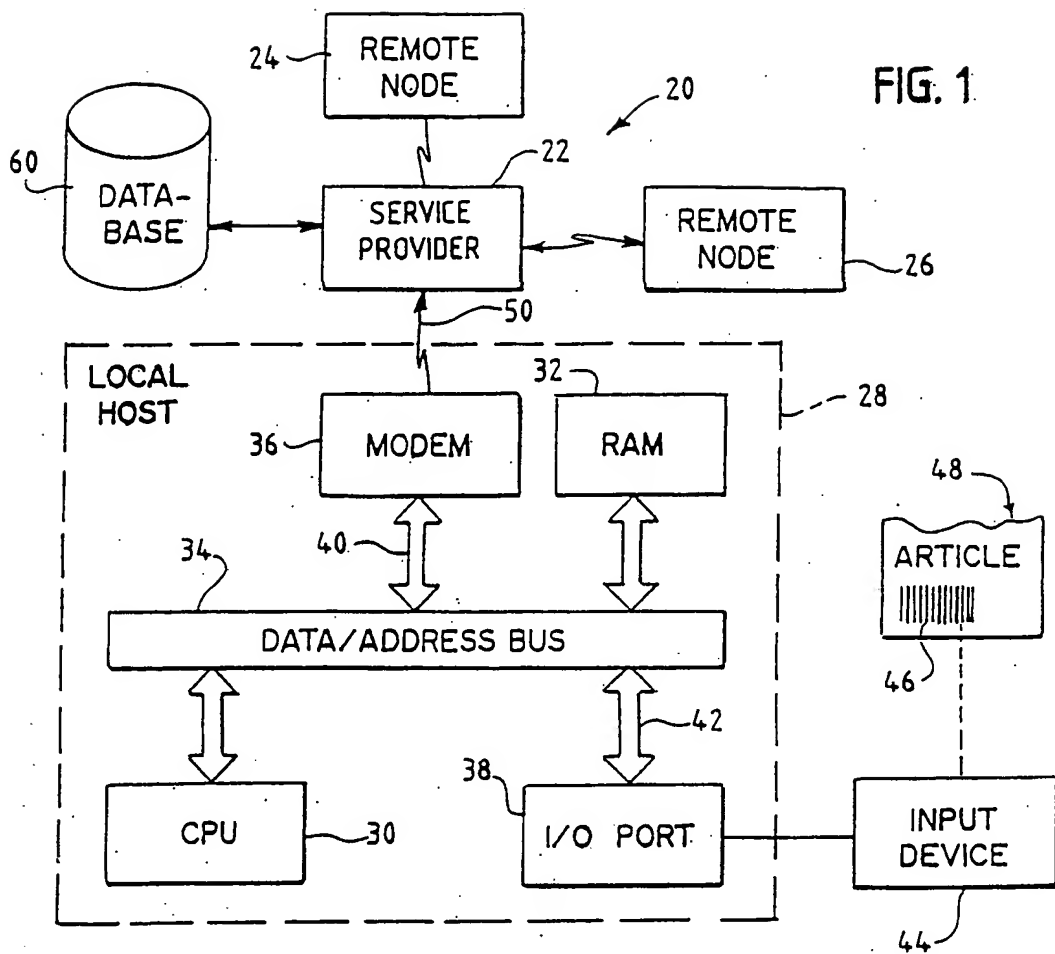 REMOTE
NODE
24
FIG. 1
20
60
DATA-
BASE
22
SERVICE
PROVIDER
REMOTE
NODE
26
50
LOCAL
HOST
28
36
MODEM
32
RAM
48
ARTICLE
46
40
34
DATA/ADDRESS BUS
42
CPU
30
38
I/O PORT
INPUT
DEVICE
44